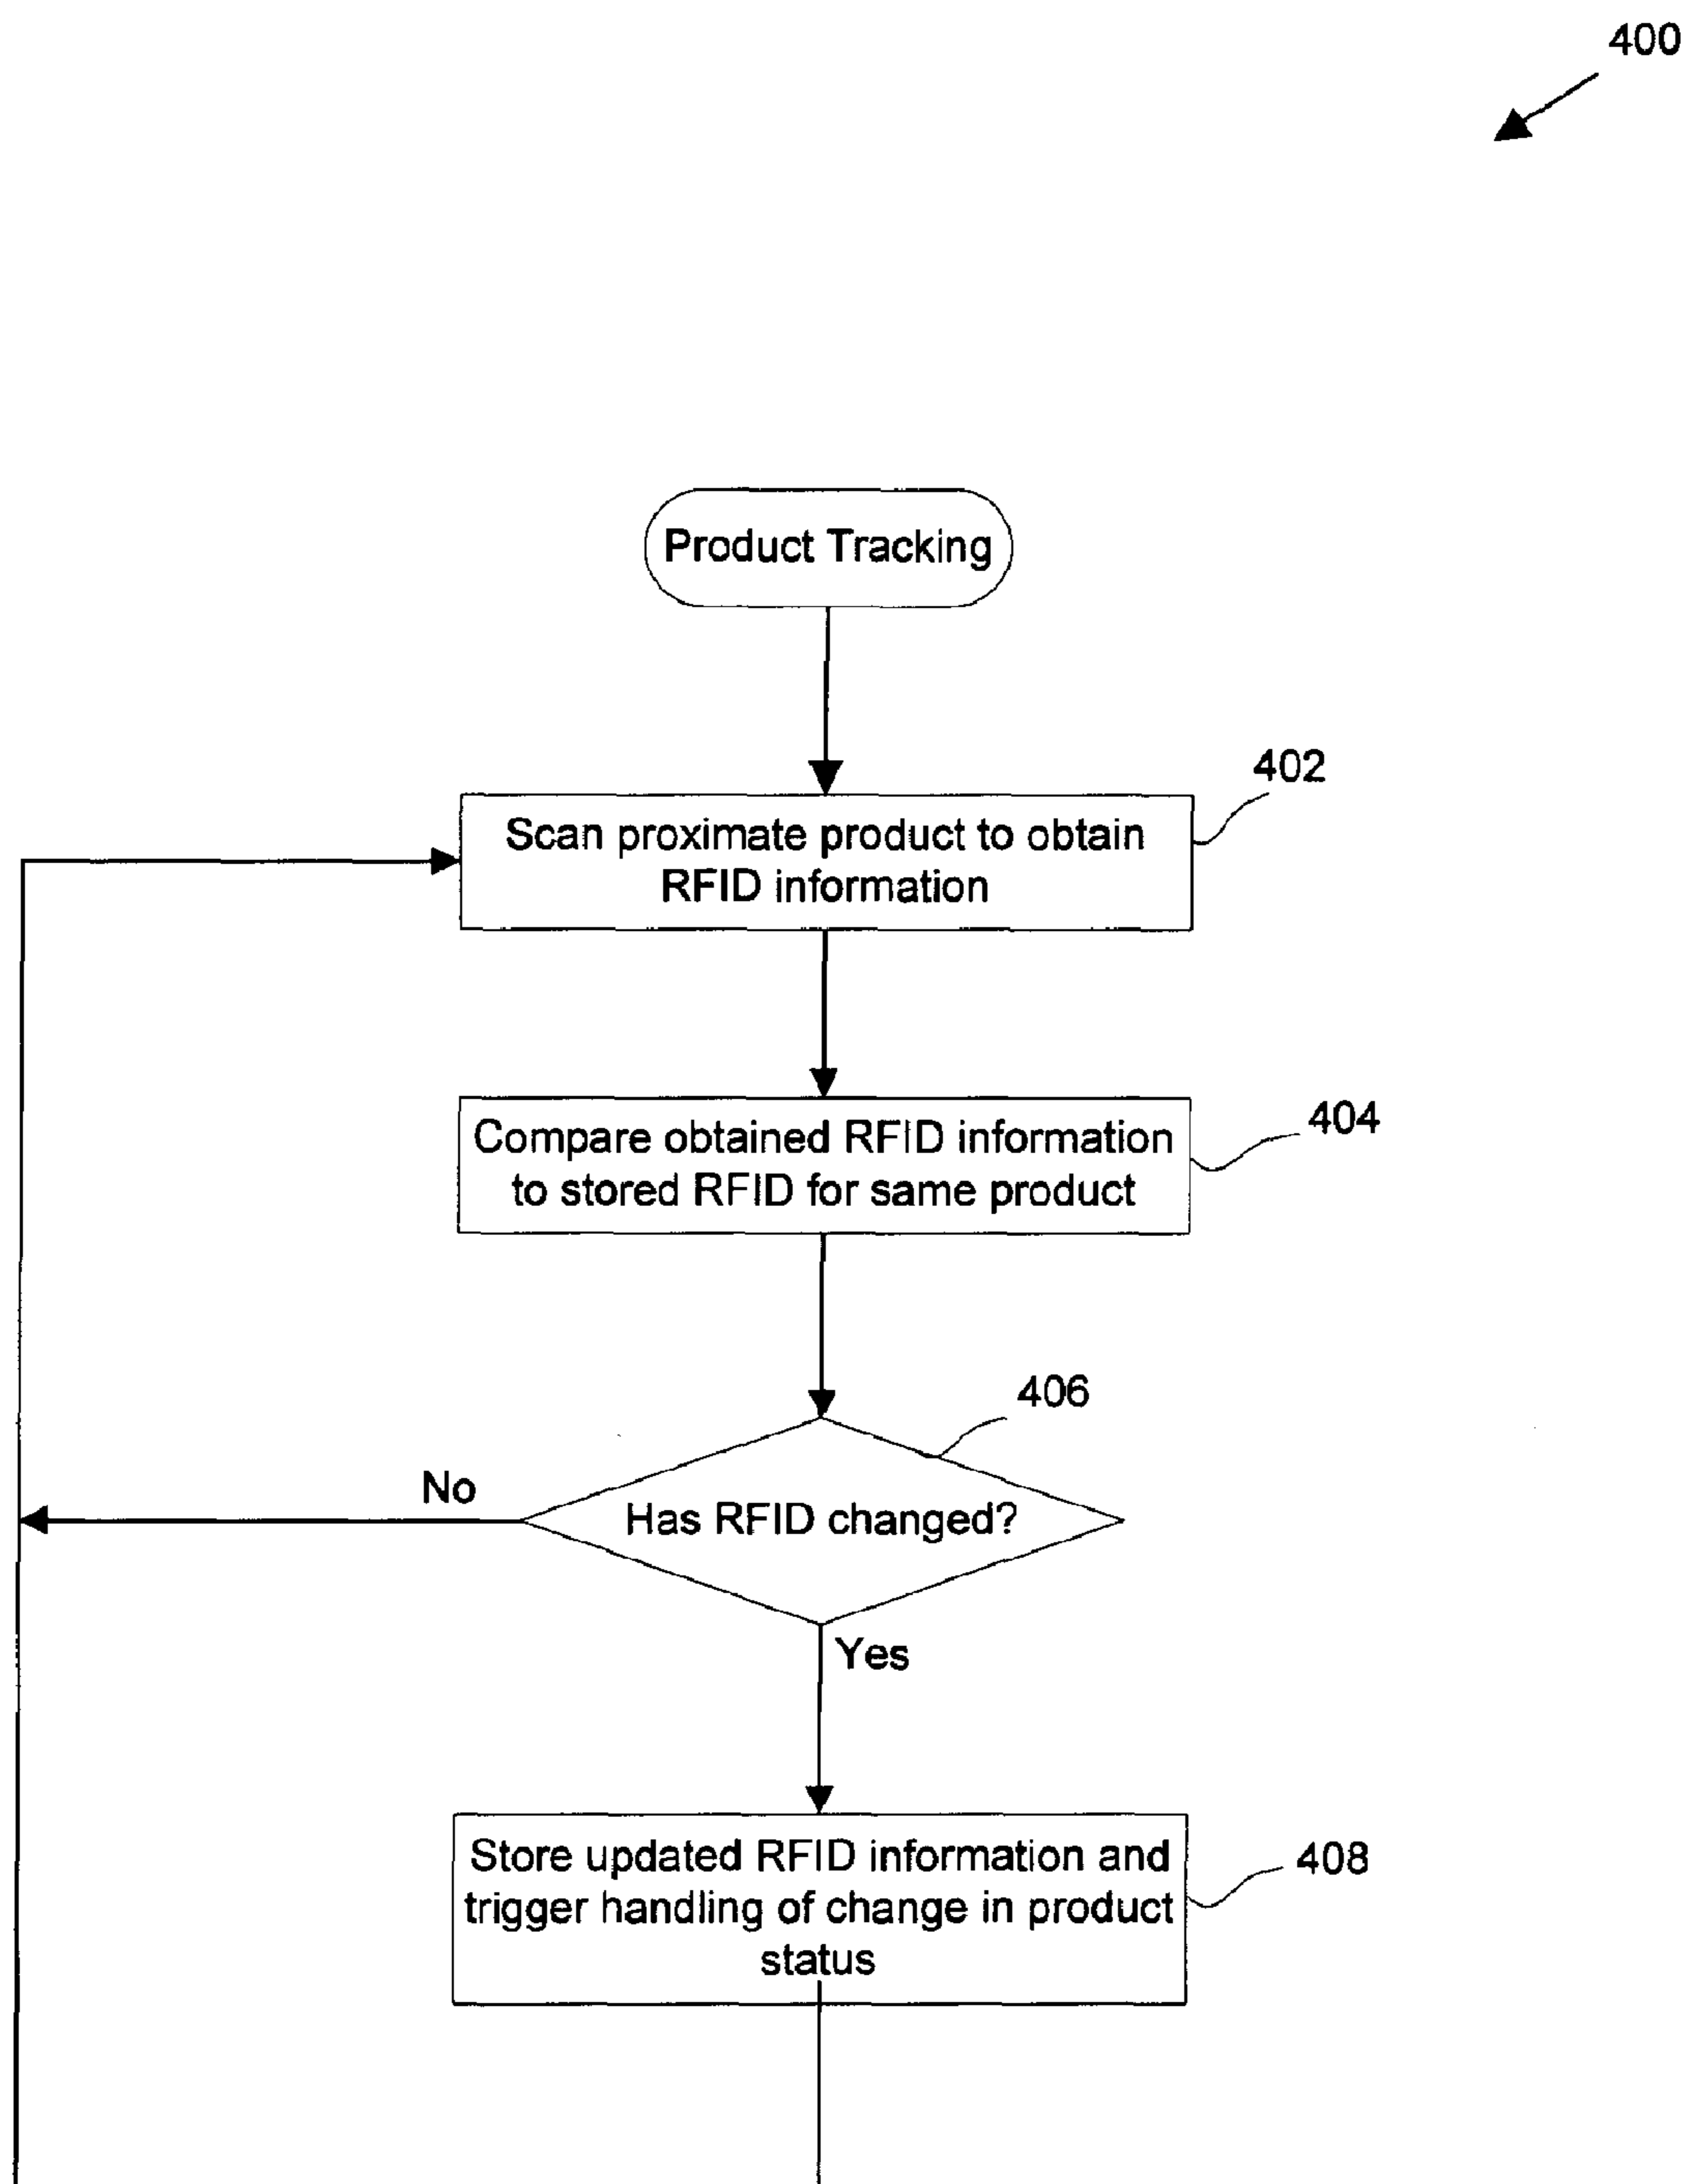 400
Product Tracking
402
Scan proximate product to obtain
RFID information
404
Compare obtained RFID information
to stored RFID for same product
406
No
Has RFID changed?
Yes
Store updated RFID information and
trigger handling of change in product
status
408